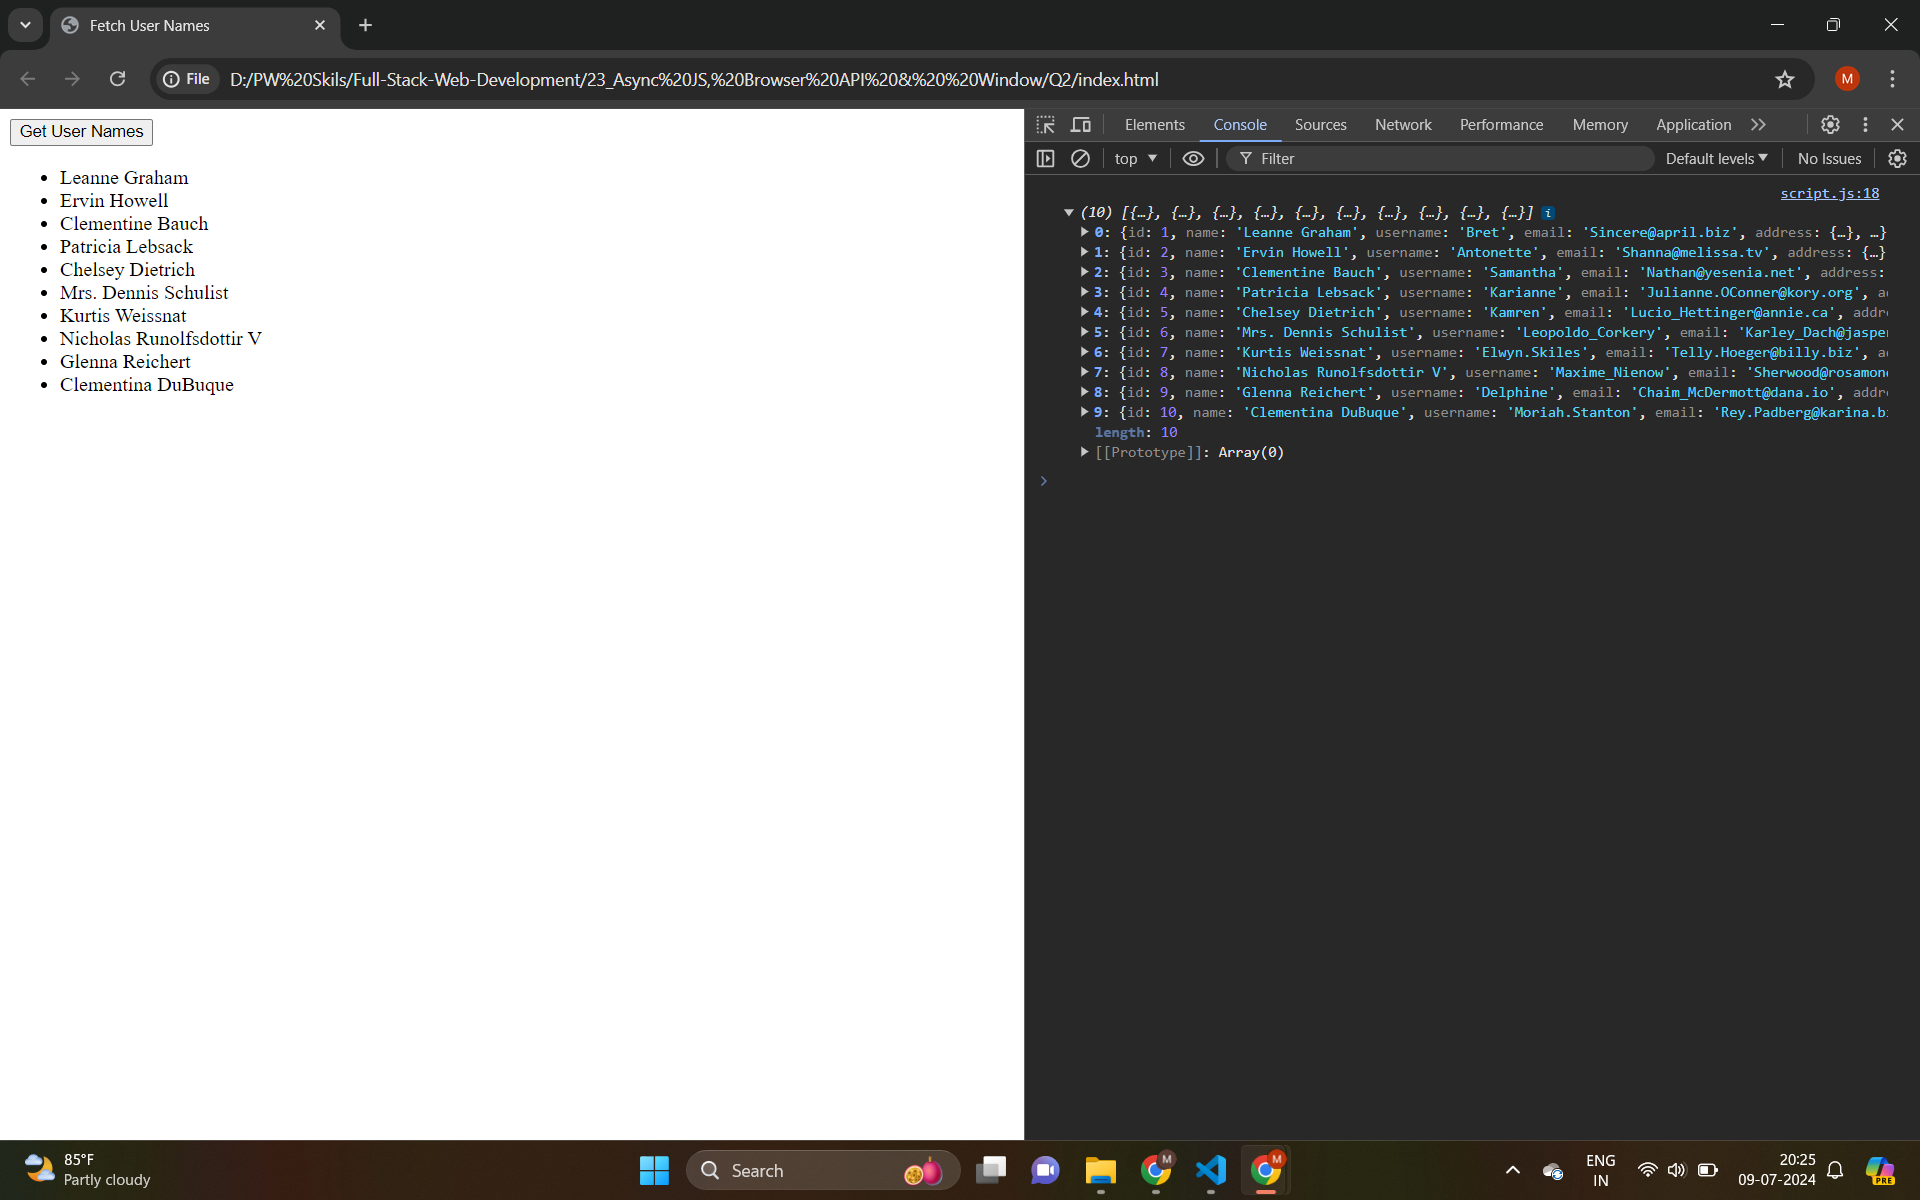 Fetch User Names
File D:/PW%20Skils/Full-Stack-Web-Development/23_Async%20JS,%20Browser%20API%20&%20%20Window/Q2/index.html
M
Get User Names
Leanne Graham
Ervin Howell
Clementine Bauch
Patricia Lebsack
Chelsey Dietrich
Mrs. Dennis Schulist
Kurtis Weissnat
Nicholas Runolfsdottir V
Glenna Reichert
Clementina DuBuque
Elements Console Sources Network Performance Memory Application
top Filter Default levels No Issues
script.js:18
(10) [{…}, {…}, {…}, {…}, {…}, {…}, {…}, {…}, {…}, {…}] i
0: {id: 1, name: 'Leanne Graham', username: 'Bret', email: 'Sincere@april.biz', address: {…}, …}
1: {id: 2, name: 'Ervin Howell', username: 'Antonette', email: 'Shanna@melissa.tv', address: {…}
2: {id: 3, name: 'Clementine Bauch', username: 'Samantha', email: 'Nathan@yesenia.net', address:
3: {id: 4, name: 'Patricia Lebsack', username: 'Karianne', email: 'Julianne.OConner@kory.org', a
4: {id: 5, name: 'Chelsey Dietrich', username: 'Kamren', email: 'Lucio_Hettinger@annie.ca', addr
5: {id: 6, name: 'Mrs. Dennis Schulist', username: 'Leopoldo_Corkery', email: 'Karley_Dach@jasper
6: {id: 7, name: 'Kurtis Weissnat', username: 'Elwyn.Skiles', email: 'Telly.Hoeger@billy.biz', a
7: {id: 8, name: 'Nicholas Runolfsdottir V', username: 'Maxime_Nienow', email: 'Sherwood@rosamon
8: {id: 9, name: 'Glenna Reichert', username: 'Delphine', email: 'Chaim_McDermott@dana.io', addr
9: {id: 10, name: 'Clementina DuBuque', username: 'Moriah.Stanton', email: 'Rey.Padberg@karina.b
length: 10
[[Prototype]]: Array(0)
85°F
Partly cloudy
Search
M
M
ENG
IN
20:25
09-07-2024
PRE